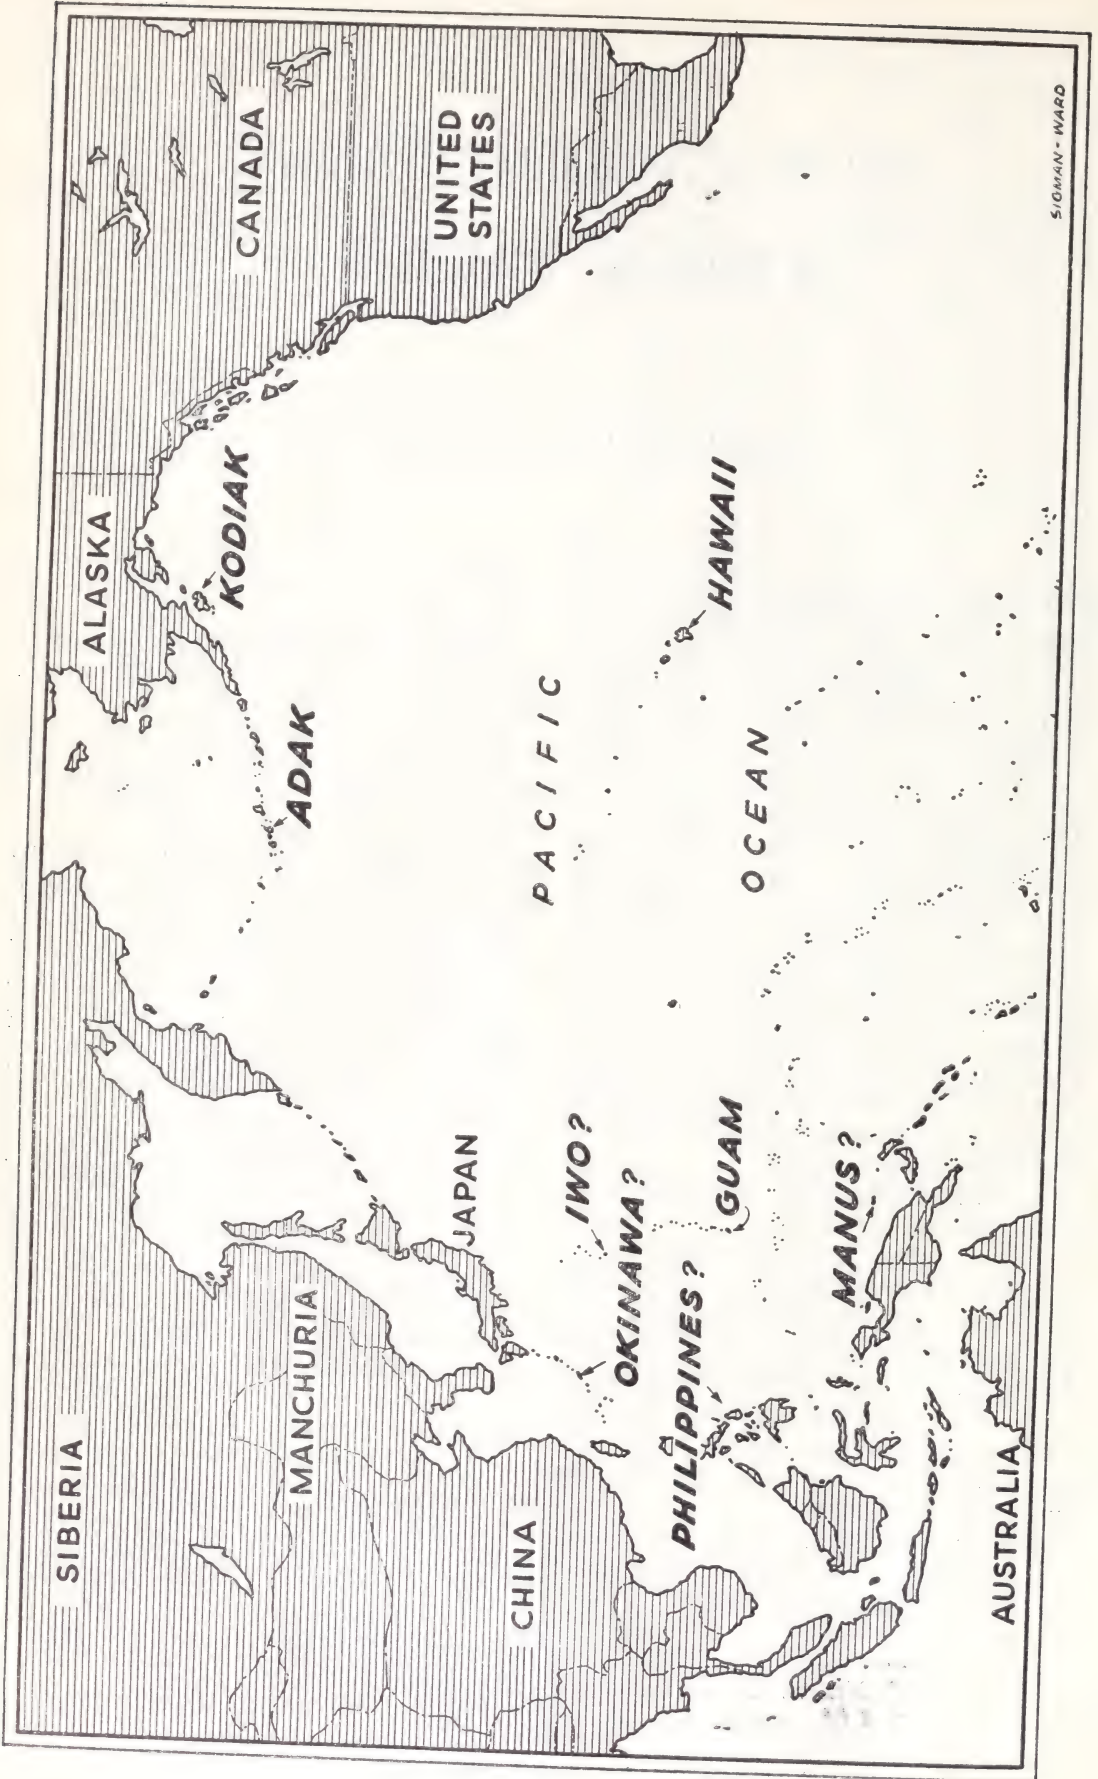 SIBERIA
ALASKA
CANADA
KODIAK
ADAK
UNITED
STATES
MANCHURIA
JAPAN
CHINA
PACIFIC
IWO?
OKINAWA?
HAWAII
OCEAN
PHILIPPINES?
GUAM
MANUS?
AUSTRALIA
SIGMAN-WARD